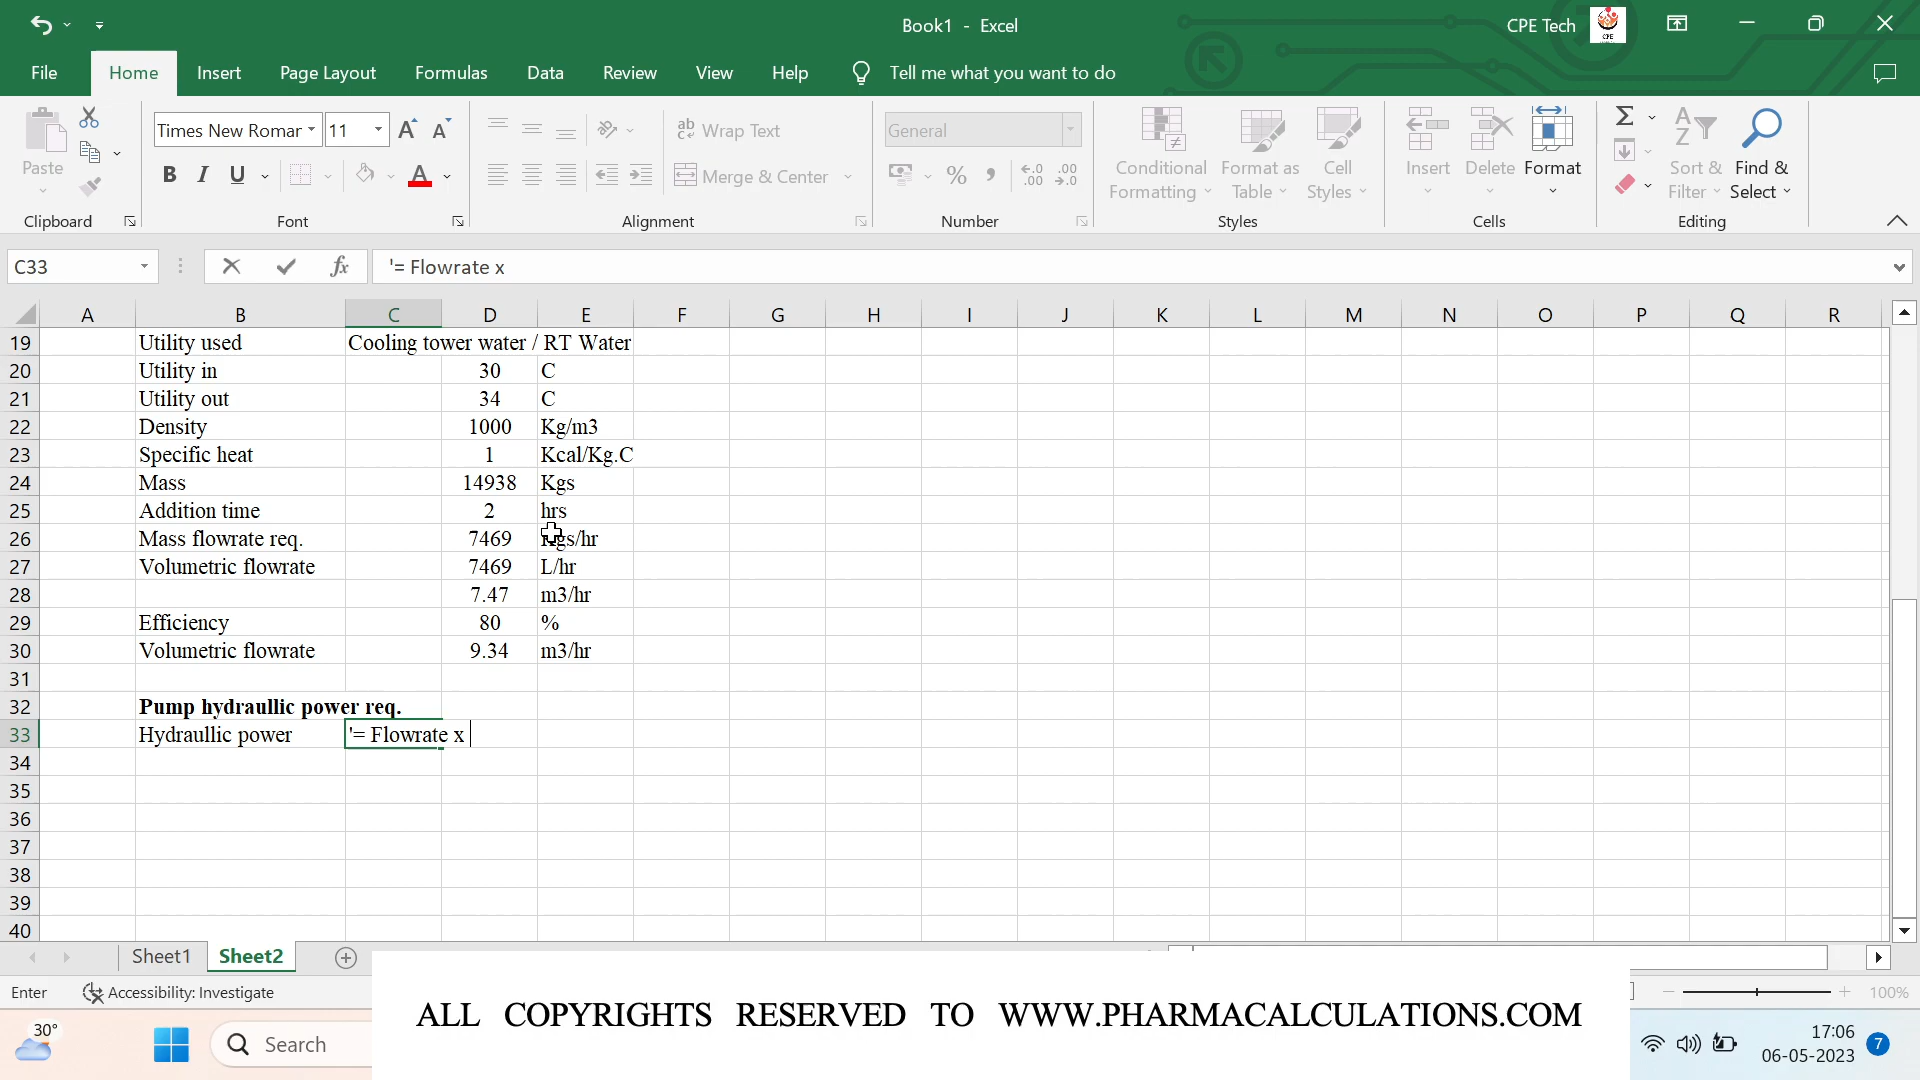 Book1 - Excel
CPE Tech
CPE
File Home Insert Page Layout Formulas Data Review View Help Tell me what you want to do
Times New Romar 11 Wrap Text General
Paste B I U A Merge & Center % Conditional Formatting Format as Table Cell Styles Insert Delete Format Sort & Filter Find & Select
Clipboard Font Alignment Number Styles Cells Editing
C33 fx '= Flowrate x
A B C D E F G H I J K L M N O P Q R
19 Utility used Cooling tower water / RT Water
20 Utility in 30 C
21 Utility out 34 C
22 Density 1000 Kg/m3
23 Specific heat 1 Kcal/Kg.C
24 Mass 14938 Kgs
25 Addition time 2 hrs
26 Mass flowrate req. 7469 Kgs/hr
27 Volumetric flowrate 7469 L/hr
28 7.47 m3/hr
29 Efficiency 80 %
30 Volumetric flowrate 9.34 m3/hr
31
32 Pump hydraullic power req.
33 Hydraullic power '= Flowrate x
34
35
36
37
38
39
40
Sheet1 Sheet2
Enter Accessibility: Investigate 100%
ALL COPYRIGHTS RESERVED TO WWW.PHARMACALCULATIONS.COM
30° Search 17:06
06-05-2023 7